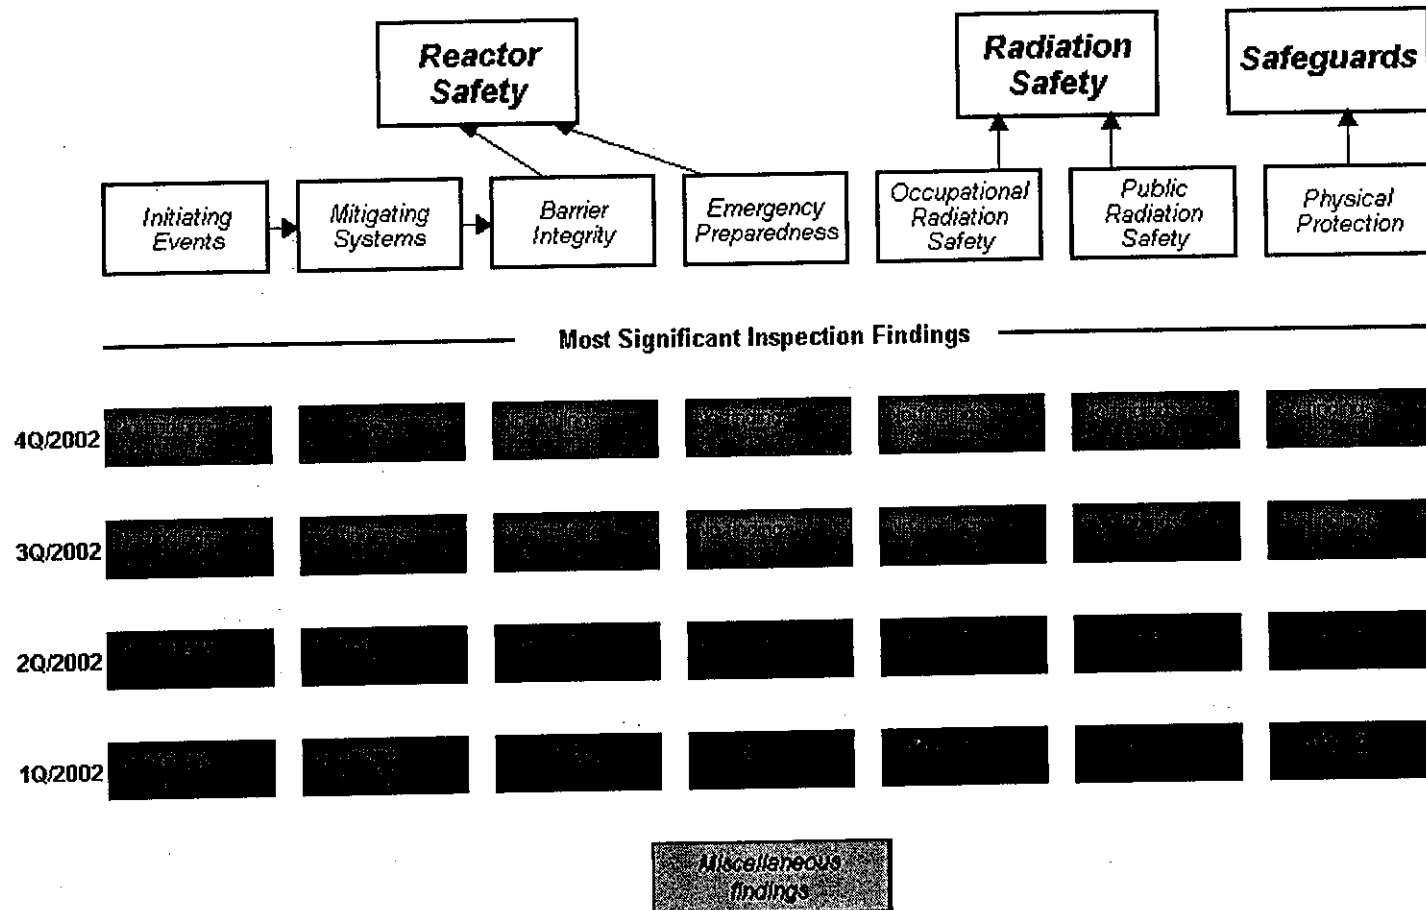 Reactor
Safety
Radiation
Safety
Safeguards
Initiating
Events
Mitigating
Systems
Barrier
Integrity
Emergency
Preparedness
Occupational
Radiation
Safety
Public
Radiation
Safety
Physical
Protection
Most Significant Inspection Findings
4Q/2002
3Q/2002
2Q/2002
1Q/2002
Miscellaneous
findings